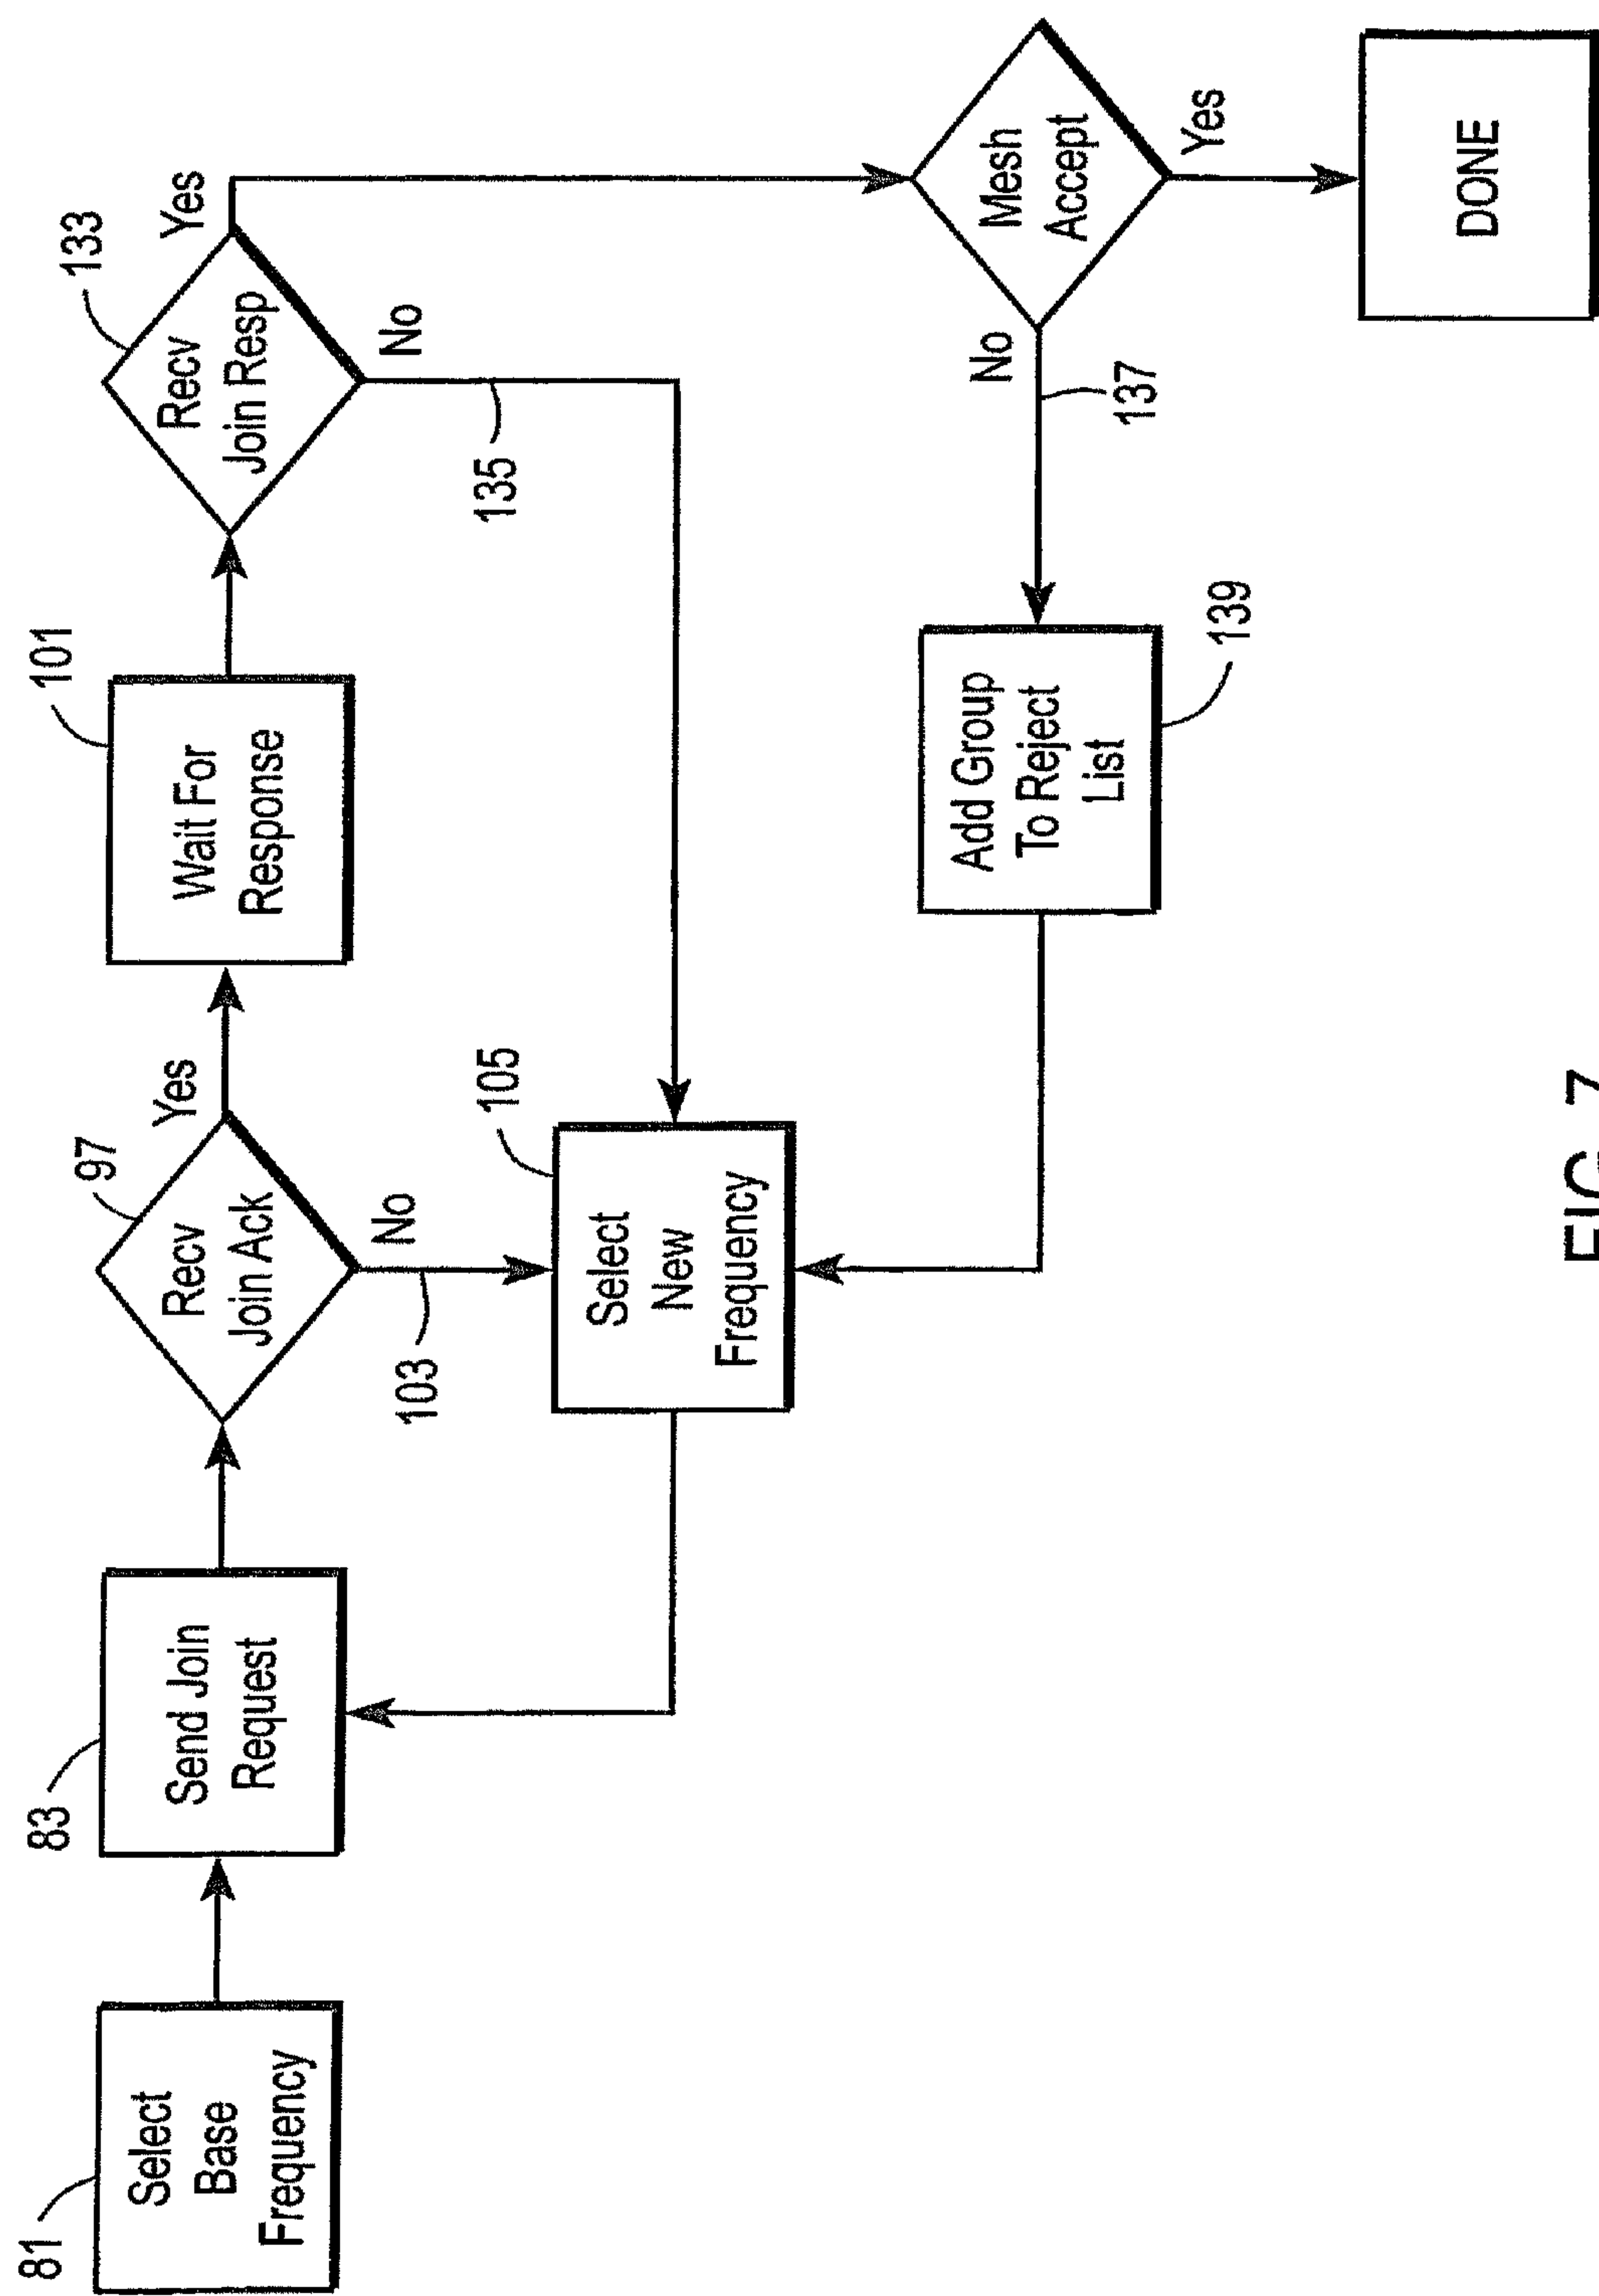 81
Select
Base
Frequency
83
Send Join
Request
97
Recv
Join Ack
Yes
No
103
101
Wait For
Response
133
Recv
Join Resp
Yes
No
135
105
Select
New
Frequency
Mesh
Accept
No
137
Yes
Add Group
To Reject
List
139
DONE
FIG. 7